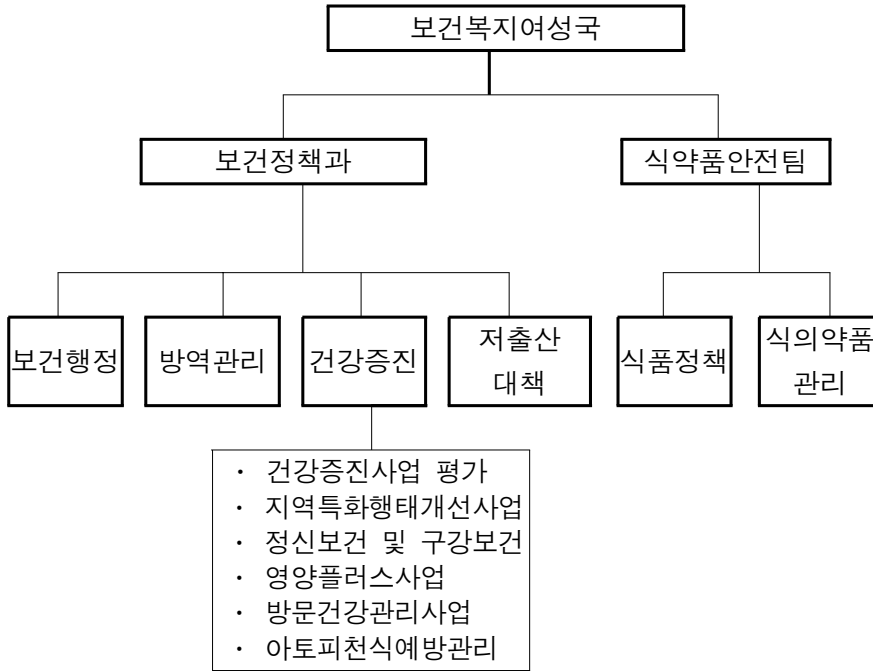 보건복지여성국
보건정책과
식약품안전팀
보건행정
방역관리
건강증진
저출산
대책
식품정책
식의약품
관리
· 건강증진사업 평가
· 지역특화행태개선사업
· 정신보건 및 구강보건
· 영양플러스사업
· 방문건강관리사업
· 아토피천식예방관리